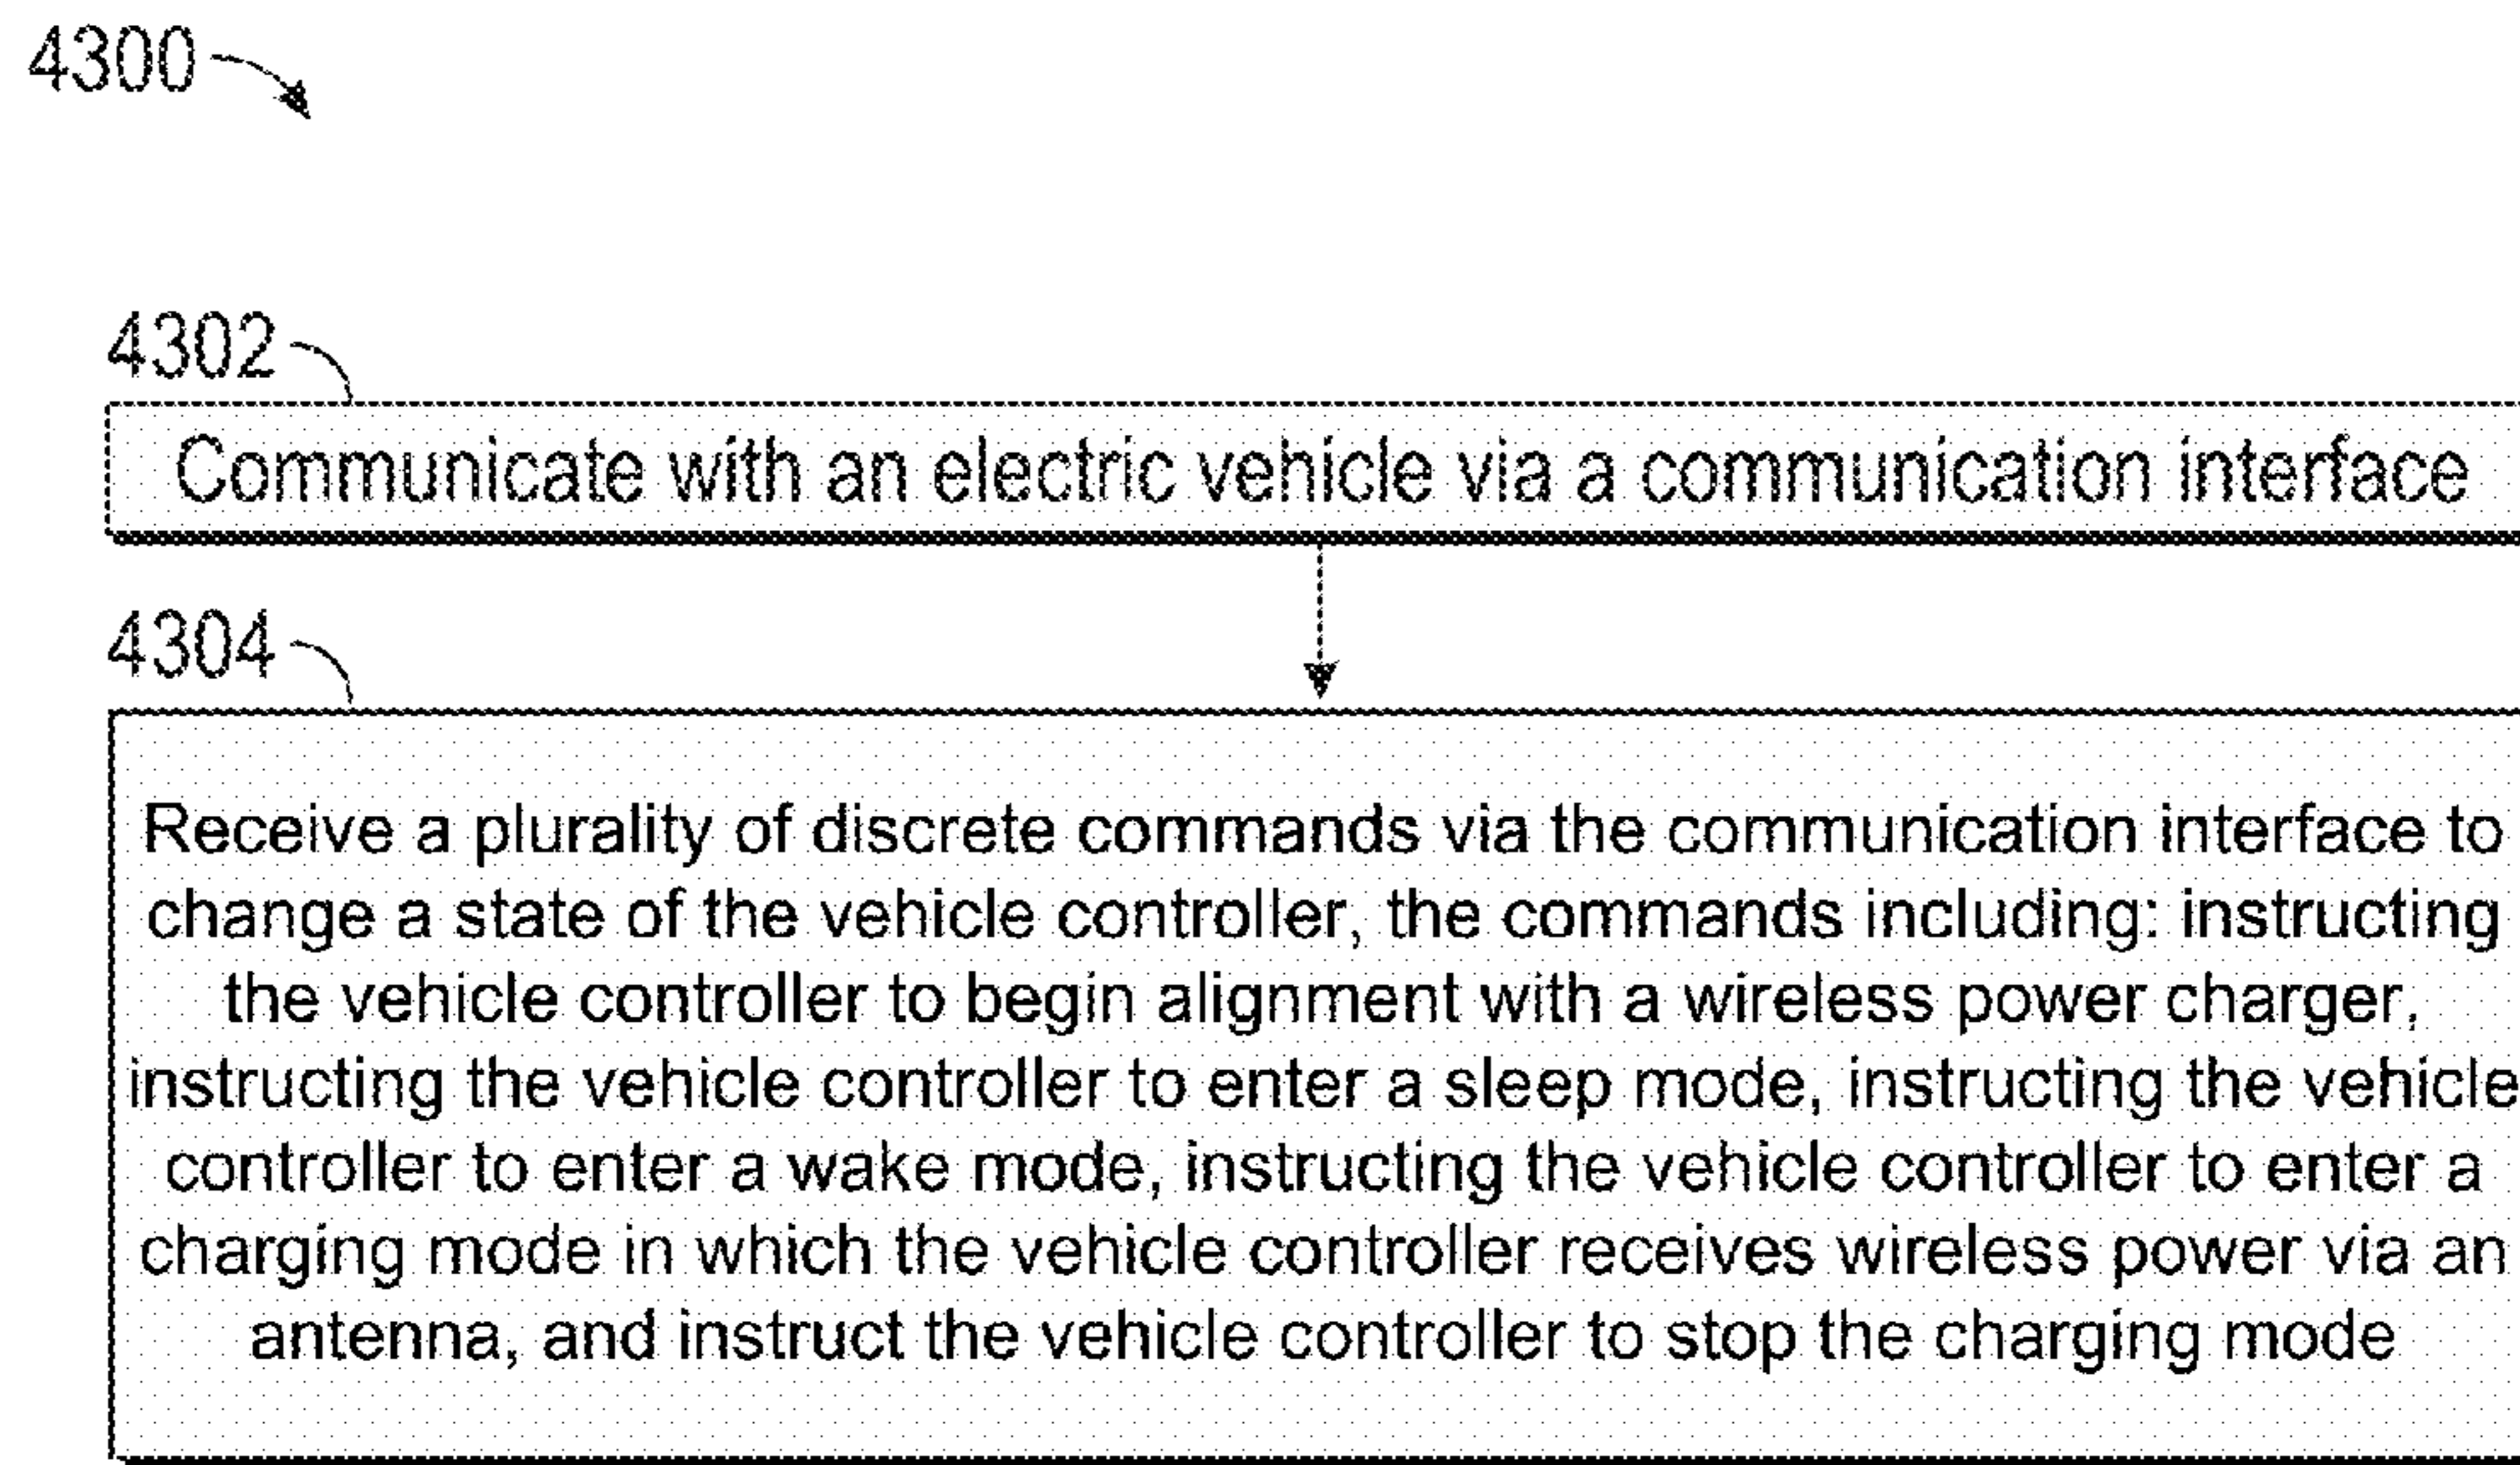 4300
4302
Communicate with an electric vehicle via a communication interface
4304
Receive a plurality of discrete commands via the communication interface to
change a state of the vehicle controller, the commands including: instructing
the vehicle controller to begin alignment with a wireless power charger,
instructing the vehicle controller to enter a sleep mode, instructing the vehicle
controller to enter a wake mode, instructing the vehicle controller to enter a
charging mode in which the vehicle controller receives wireless power via an
antenna, and instruct the vehicle controller to stop the charging mode